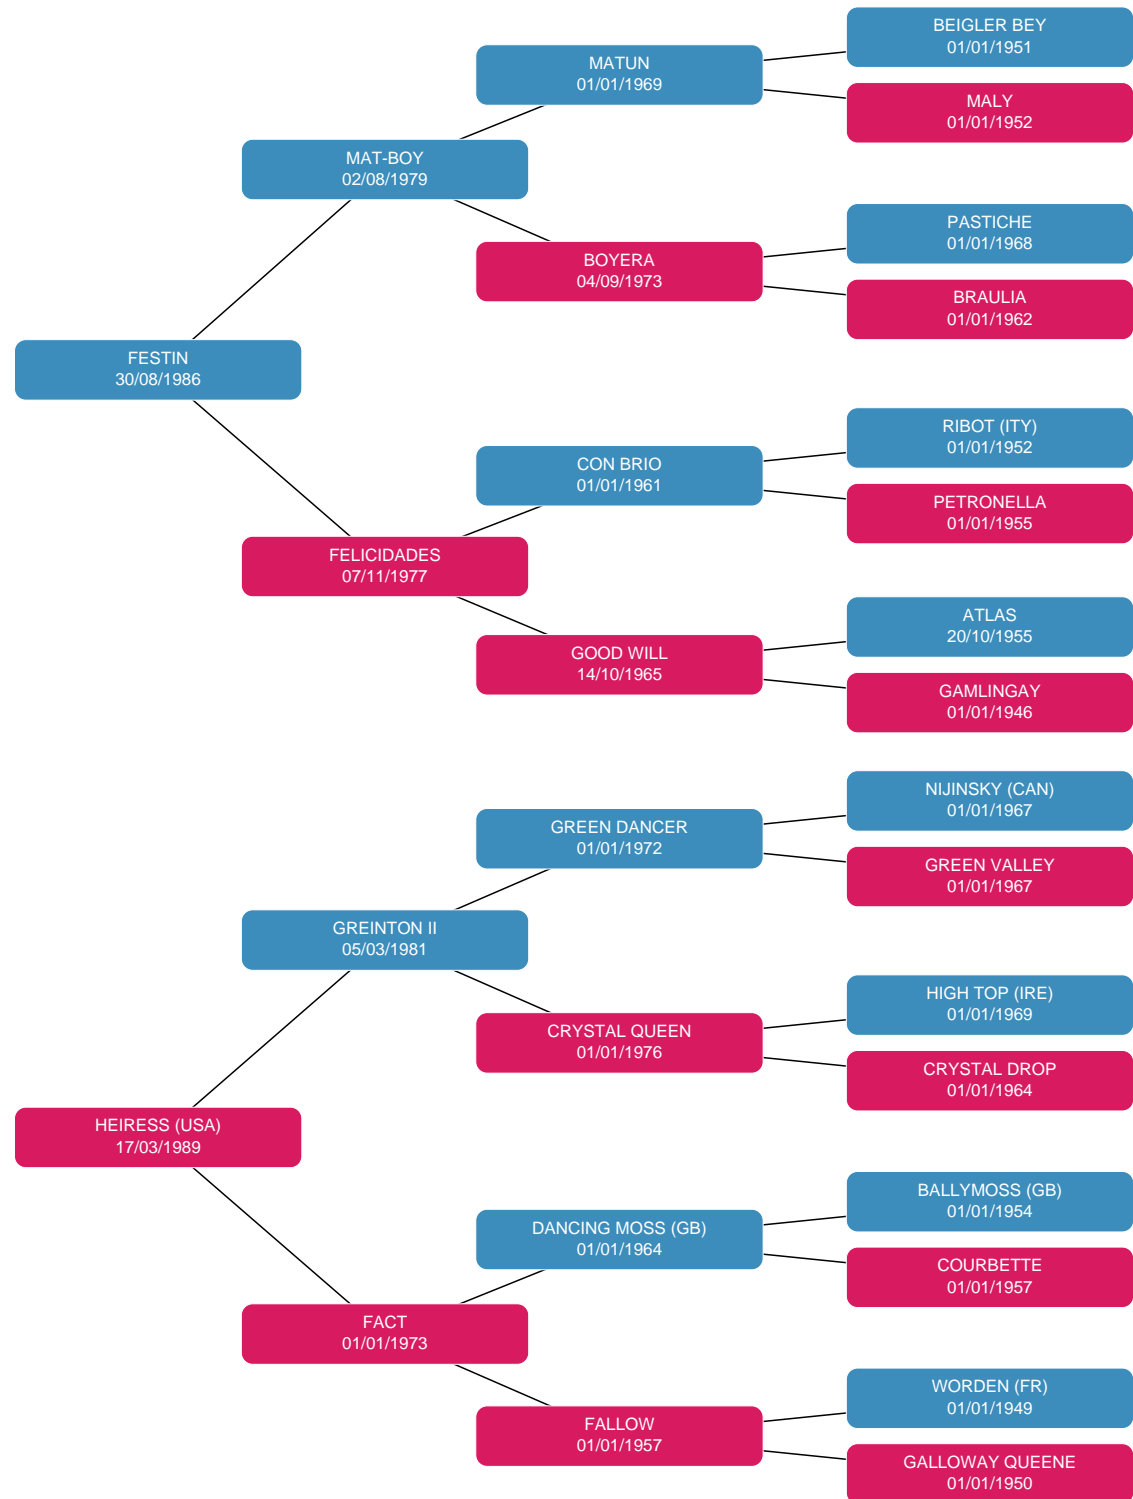 BEIGLER BEY
01/01/1951
MATUN
01/01/1969
MALY
01/01/1952
MAT-BOY
02/08/1979
PASTICHE
01/01/1968
BOYERA
04/09/1973
BRAULIA
01/01/1962
FESTIN
30/08/1986
RIBOT (ITY)
01/01/1952
CON BRIO
01/01/1961
PETRONELLA
01/01/1955
FELICIDADES
07/11/1977
ATLAS
20/10/1955
GOOD WILL
14/10/1965
GAMLINGAY
01/01/1946
NIJINSKY (CAN)
01/01/1967
GREEN DANCER
01/01/1972
GREEN VALLEY
01/01/1967
GREINTON II
05/03/1981
HIGH TOP (IRE)
01/01/1969
CRYSTAL QUEEN
01/01/1976
CRYSTAL DROP
01/01/1964
HEIRESS (USA)
17/03/1989
BALLYMOSS (GB)
01/01/1954
DANCING MOSS (GB)
01/01/1964
COURBETTE
01/01/1957
FACT
01/01/1973
WORDEN (FR)
01/01/1949
FALLOW
01/01/1957
GALLOWAY QUEENE
01/01/1950